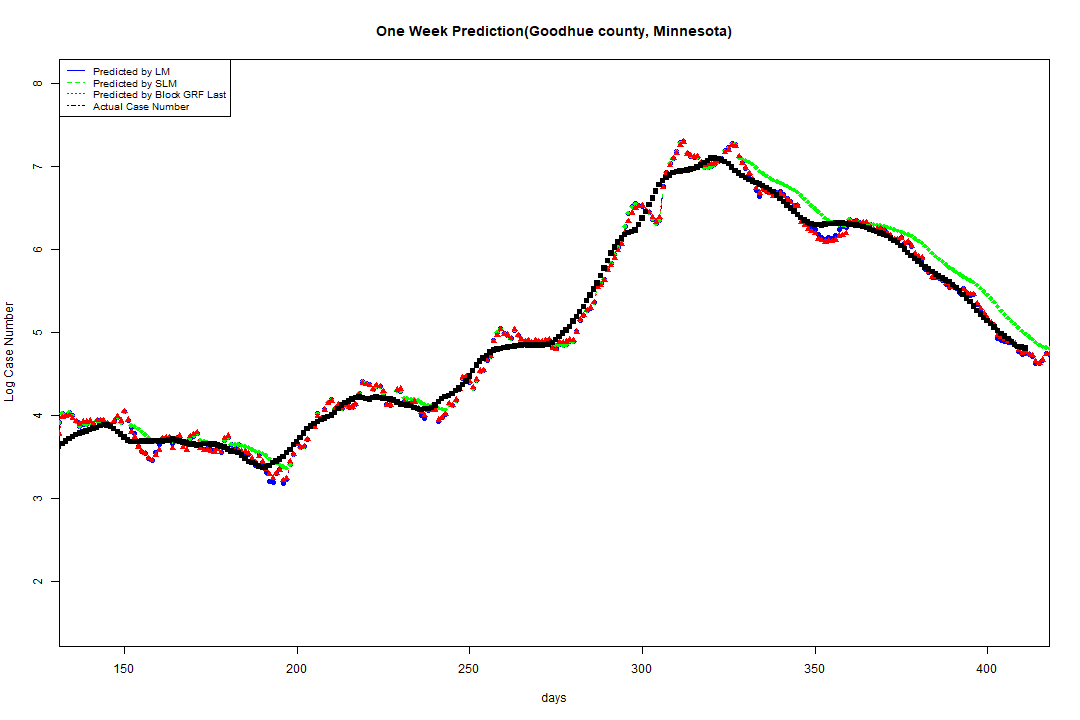 One Week Prediction(Goodhue county, Minnesota)
Predicted by LM
Predicted by SLM
Predicted by Block GRF Last
Actual Case Number
8
7
6
5
4
3
2
Log Case Number
150 200 250 300 350 400
days